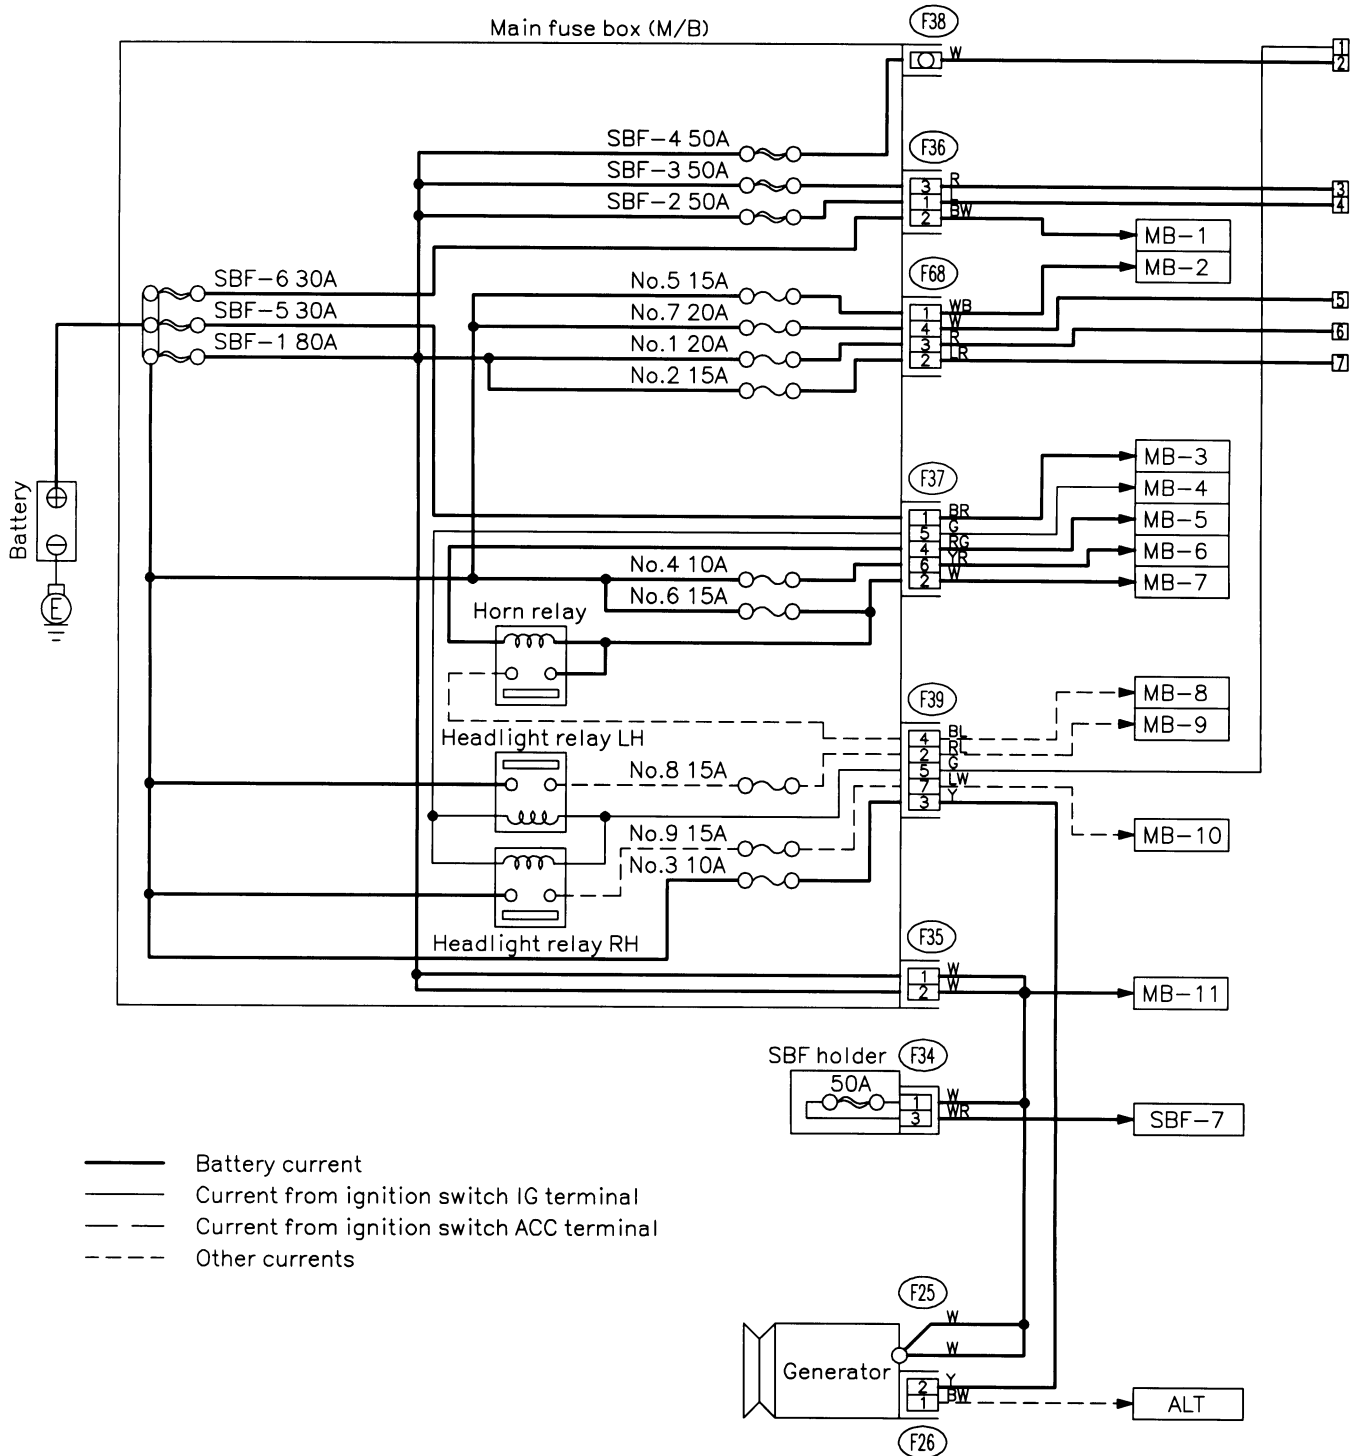 Main fuse box (M/B)
F38
W
1
2
SBF-4 50A
F36
SBF-3 50A
3
R
3
SBF-2 50A
1
L
4
2
BW
MB-1
MB-2
F68
SBF-6 30A
No.5 15A
SBF-5 30A
1
WB
5
No.7 20A
4
W
SBF-1 80A
No.1 20A
3
R
6
No.2 15A
2
LR
7
MB-3
F37
MB-4
Battery
1
BR
MB-5
5
G
4
RG
MB-6
No.4 10A
6
YR
MB-7
No.6 15A
2
W
E
Horn relay
MB-8
F39
MB-9
Headlight relay LH
4
BL
2
RL
No.8 15A
5
G
7
LW
3
Y
No.9 15A
MB-10
No.3 10A
Headlight relay RH
F35
1
W
2
W
MB-11
SBF holder
F34
50A
1
W
3
WR
SBF-7
Battery current
Current from ignition switch IG terminal
Current from ignition switch ACC terminal
Other currents
F25
W
W
Generator
2
Y
1
BW
ALT
F26